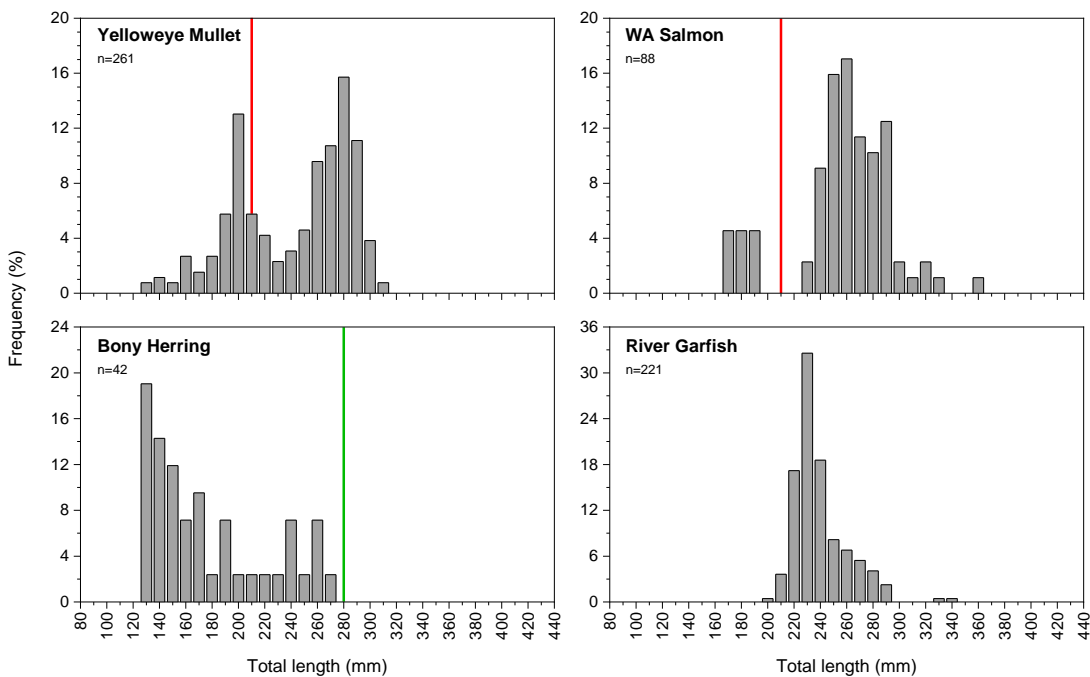 Yelloweye Mullet
n=261
20
16
12
8
4
0
WA Salmon
n=88
20
16
12
8
4
0
Frequency (%)
Bony Herring
n=42
24
20
16
12
8
4
0
80 100 120 140 160 180 200 220 240 260 280 300 320 340 360 380 400 420 440
Total length (mm)
River Garfish
n=221
36
30
24
18
12
6
0
80 100 120 140 160 180 200 220 240 260 280 300 320 340 360 380 400 420 440
Total length (mm)